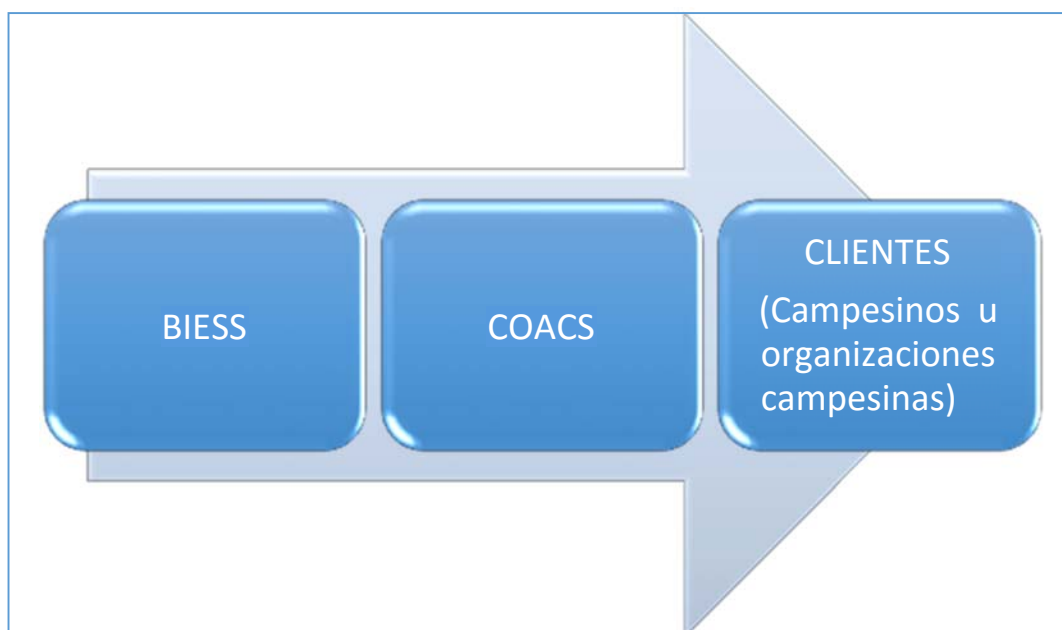 BIESS
COACS
CLIENTES
(Campesinos u
organizaciones
campesinas)